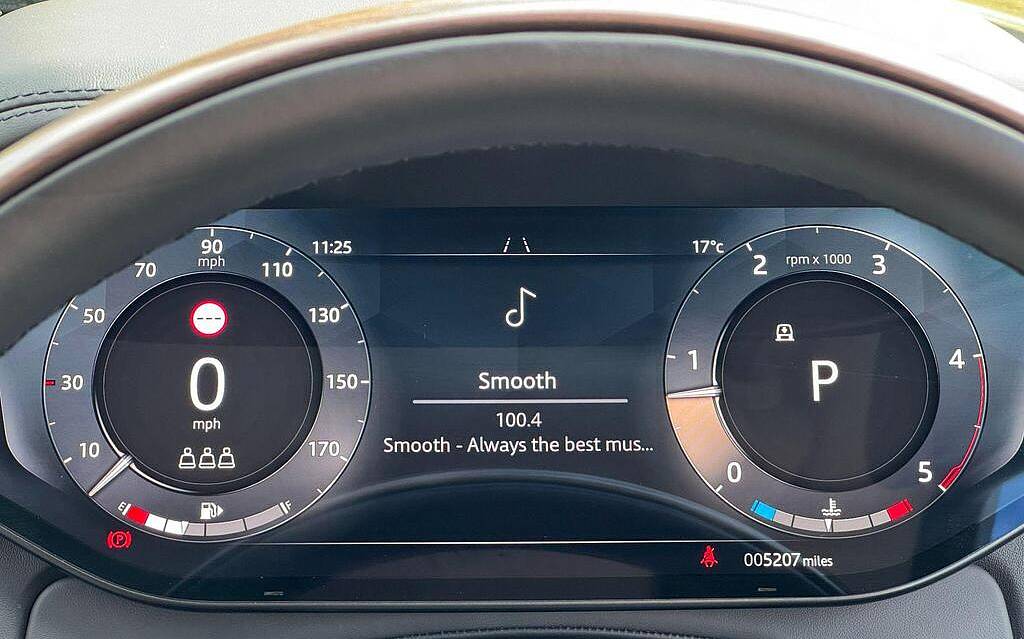 11:25
17°c
90
mph
70
110
50
130
30
150
10
170
---
0
mph
E
F
Smooth
100.4
Smooth - Always the best mus...
rpm x 1000
2
3
1
4
0
5
P
(P)
005207 miles